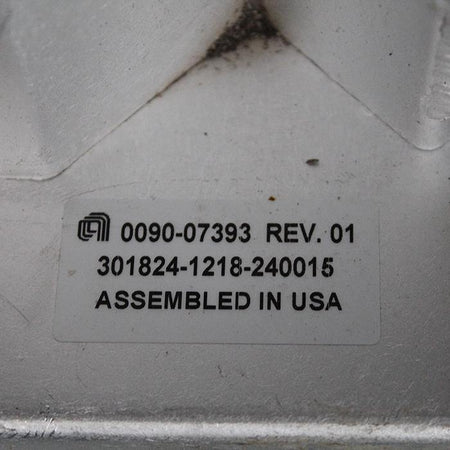 0090-07393 REV. 01
301824-1218-240015
ASSEMBLED IN USA